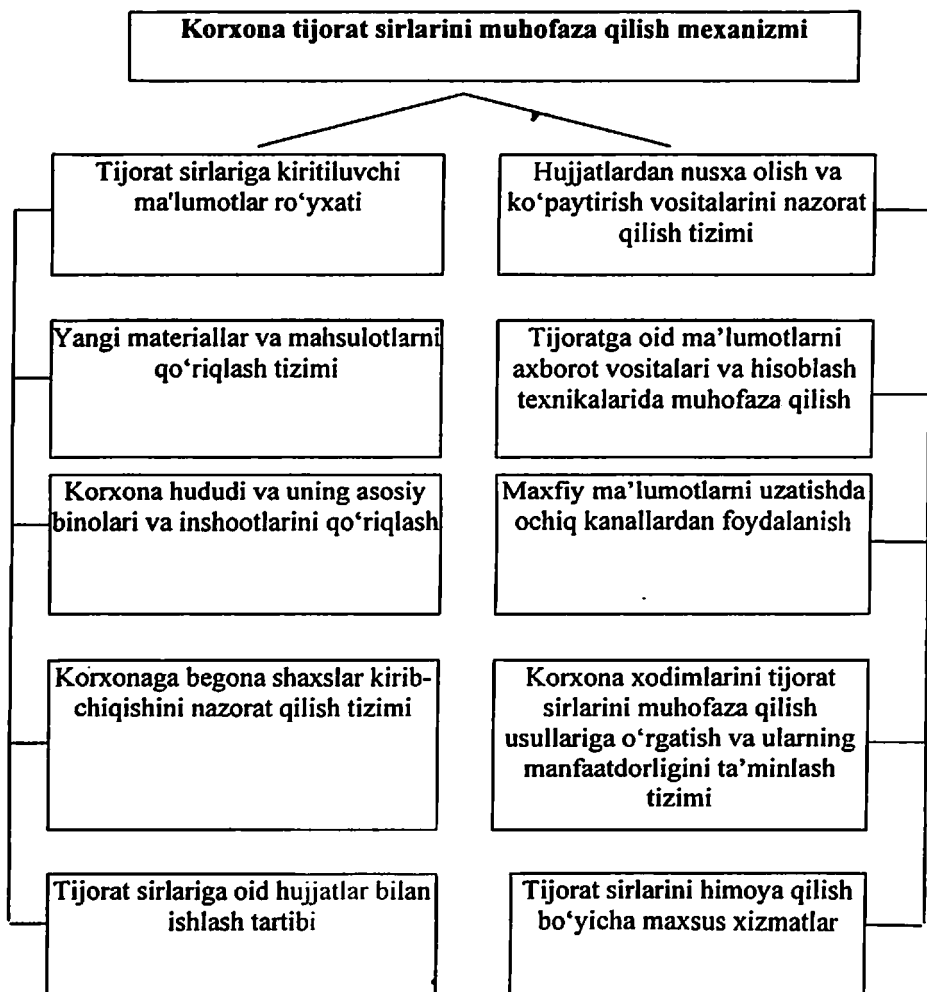 Korxona tijorat sirlarini muhofaza qilish mexanizmi
Tijorat sirlariga kiritiluvchi
ma'lumotlar ro‘yxati
Hujjatlardan nusxa olish va
ko‘paytirish vositalarini nazorat
qilish tizimi
Yangi materiallar va mahsulotlarni
qo‘riqlash tizimi
Tijoratga oid ma’lumotlarni
axborot vositalari va hisoblash
texnikalarida muhofaza qilish
Korxona hududi va uning asosiy
binolari va inshootlarini qo‘riqlash
Maxfiy ma’lumotlarni uzatishda
ochiq kanallardan foydalanish
Korxonaga begona shaxslar kirib-
chiqishini nazorat qilish tizimi
Korxona xodimlarini tijorat
sirlarini muhofaza qilish
usullariga o‘rgatish va ularning
manfaatdorligini ta’minlash
tizimi
Tijorat sirlariga oid hujjatlar bilan
ishlash tartibi
Tijorat sirlarini himoya qilish
bo‘yicha maxsus xizmatlar